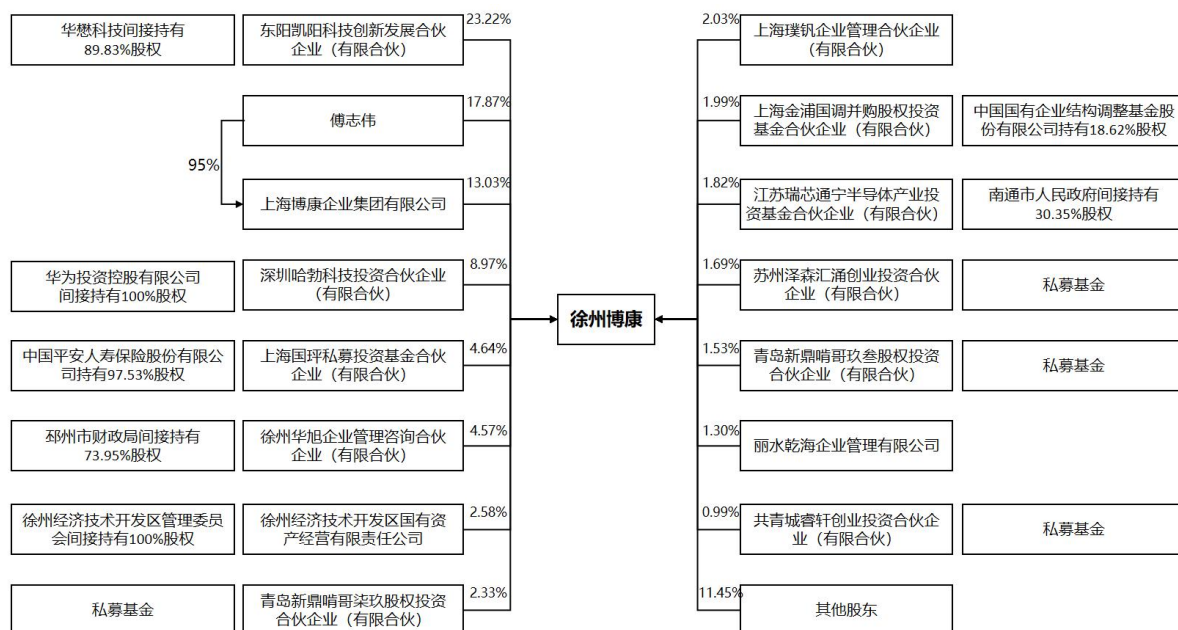 华懋科技间接持有
89.83%股权
东阳凯阳科技创新发展合伙
企业（有限合伙）
23.22%
傅志伟
17.87%
95%
上海博康企业集团有限公司
13.03%
华为投资控股有限公司
间接持有100%股权
深圳哈勃科技投资合伙企业
（有限合伙）
8.97%
中国平安人寿保险股份有限公
司持有97.53%股权
上海国玶私募投资基金合伙
企业（有限合伙）
4.64%
邳州市财政局间接持有
73.95%股权
徐州华旭企业管理咨询合伙
企业（有限合伙）
4.57%
徐州经济技术开发区管理委员
会间接持有100%股权
徐州经济技术开发区国有资
产经营有限责任公司
2.58%
私募基金
青岛新鼎啃哥柒玖股权投资
合伙企业（有限合伙）
2.33%
徐州博康
2.03%
上海璞钒企业管理合伙企业
（有限合伙）
1.99%
上海金浦国调并购股权投资
基金合伙企业（有限合伙）
中国国有企业结构调整基金股
份有限公司持有18.62%股权
1.82%
江苏瑞芯通宁半导体产业投
资基金合伙企业（有限合伙）
南通市人民政府间接持有
30.35%股权
1.69%
苏州泽森汇涌创业投资合伙
企业（有限合伙）
私募基金
1.53%
青岛新鼎啃哥玖叁股权投资
合伙企业（有限合伙）
私募基金
1.30%
丽水乾海企业管理有限公司
0.99%
共青城睿轩创业投资合伙企
业（有限合伙）
私募基金
11.45%
其他股东